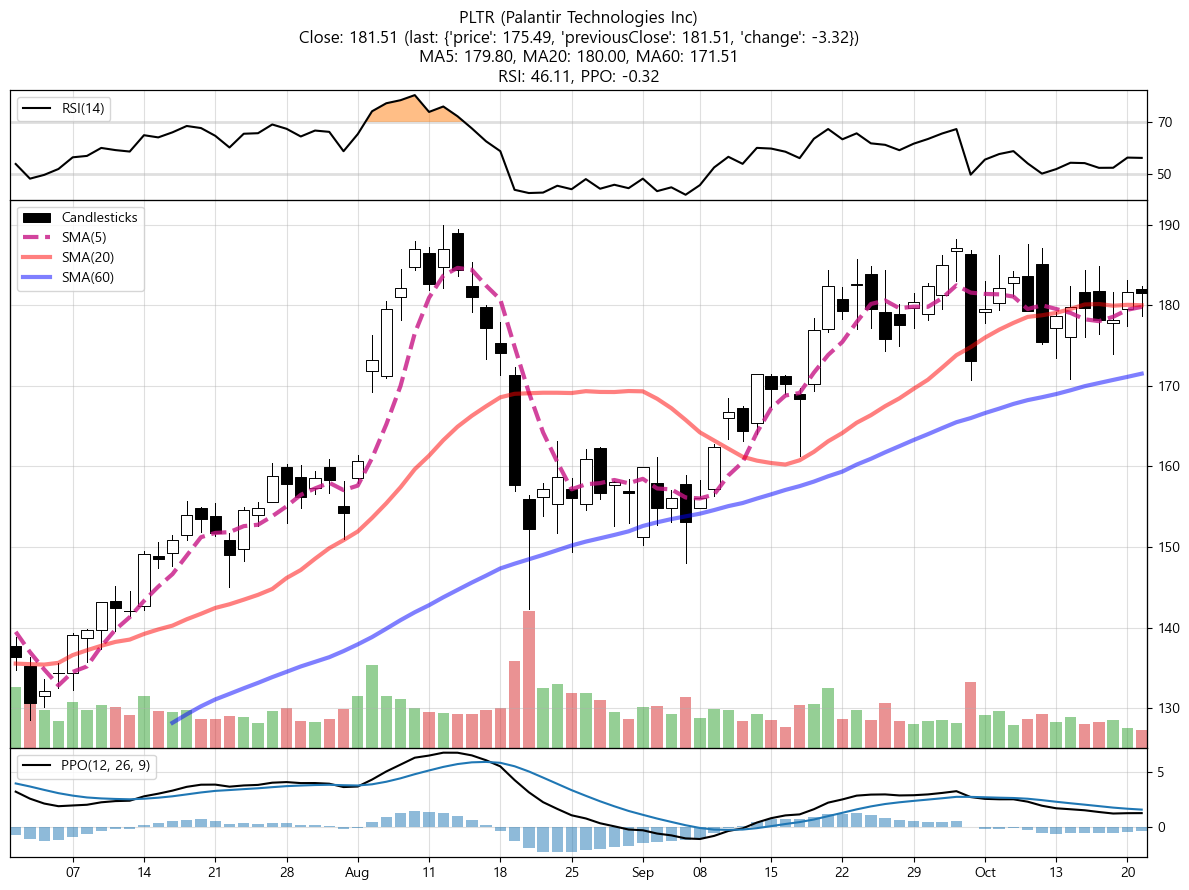 PLTR (Palantir Technologies Inc)
Close: 181.51 (last: {'price': 175.49, 'previousClose': 181.51, 'change': -3.32})
MA5: 179.80, MA20: 180.00, MA60: 171.51
RSI: 46.11, PPO: -0.32
RSI(14)
70
50
Candlesticks
SMA(5)
SMA(20)
SMA(60)
190
180
170
160
150
140
130
PPO(12, 26, 9)
5
0
07 14 21 28 Aug 11 18 25 Sep 08 15 22 29 Oct 13 20